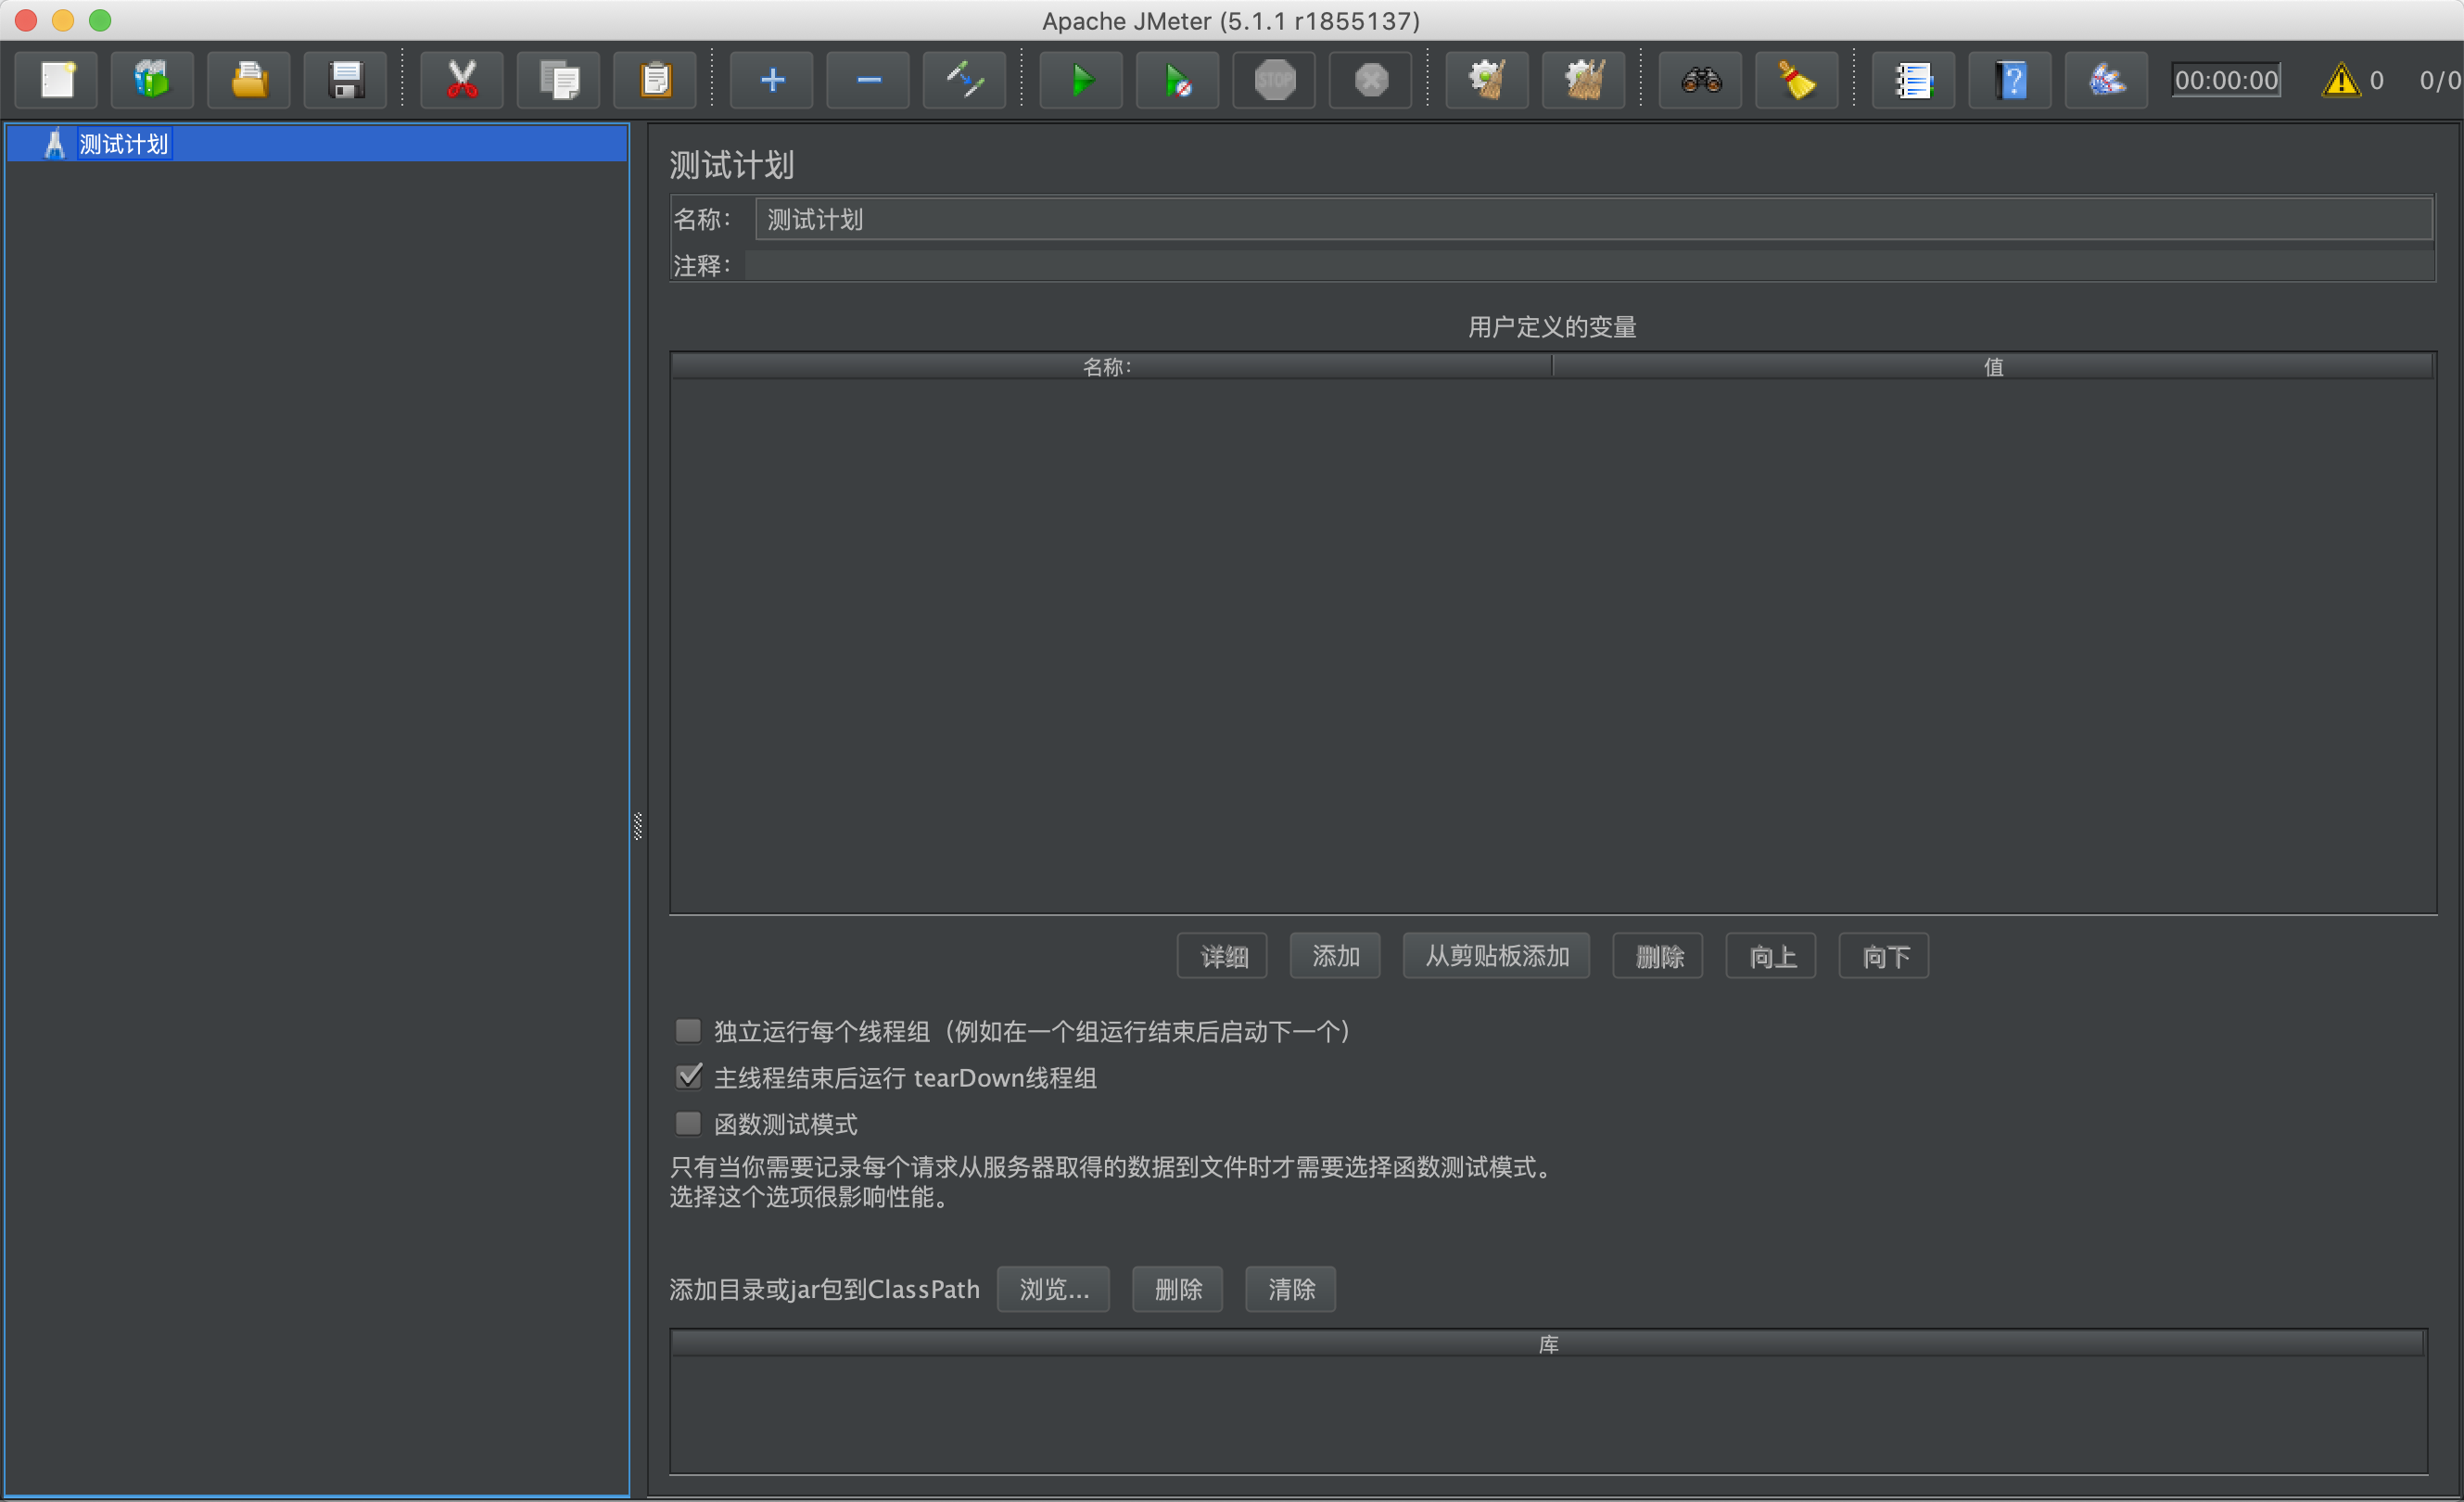 Apache JMeter (5.1.1 r1855137)
STOP
?
00:00:00
0
0/0
测试计划
测试计划
名称：
测试计划
注释：
用户定义的变量
名称:
值
详细
添加
从剪贴板添加
删除
向上
向下
独立运行每个线程组（例如在一个组运行结束后启动下一个）
主线程结束后运行 tearDown线程组
函数测试模式
只有当你需要记录每个请求从服务器取得的数据到文件时才需要选择函数测试模式。
选择这个选项很影响性能。
添加目录或jar包到ClassPath
浏览...
删除
清除
库